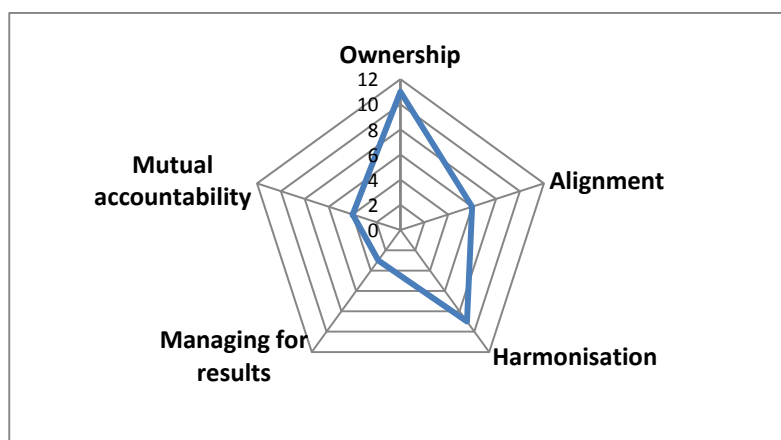 Ownership
12
10
8
6
4
2
0
Alignment
Harmonisation
Managing for
results
Mutual
accountability